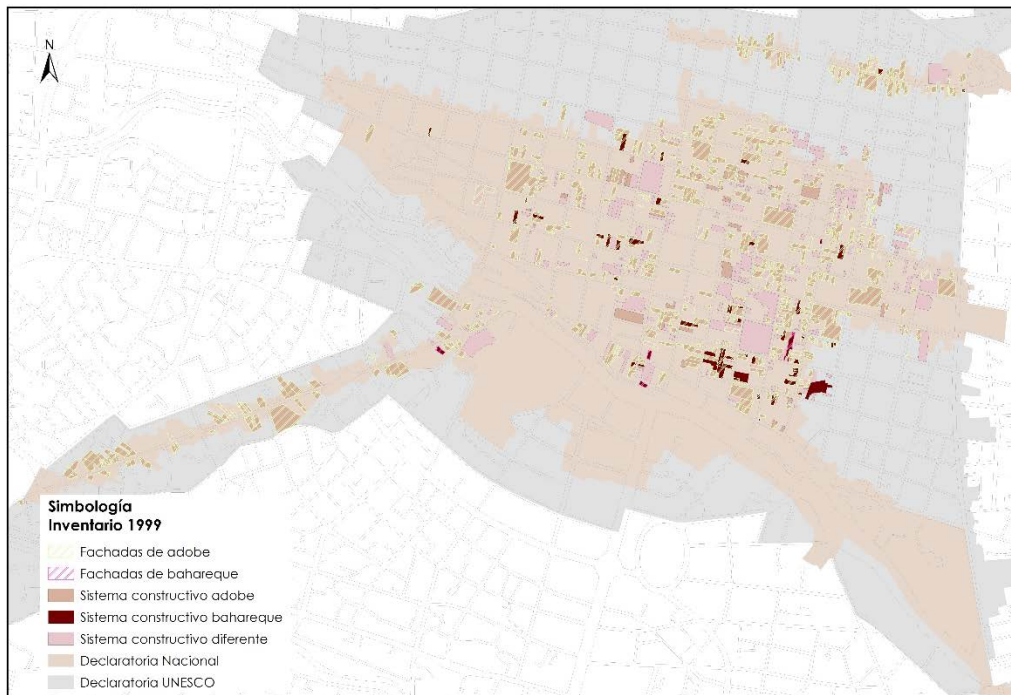 N
Simbología
Inventario 1999
Fachadas de adobe
Fachadas de bahareque
Sistema constructivo adobe
Sistema constructivo bahareque
Sistema constructivo diferente
Declaratoria Nacional
Declaratoria UNESCO